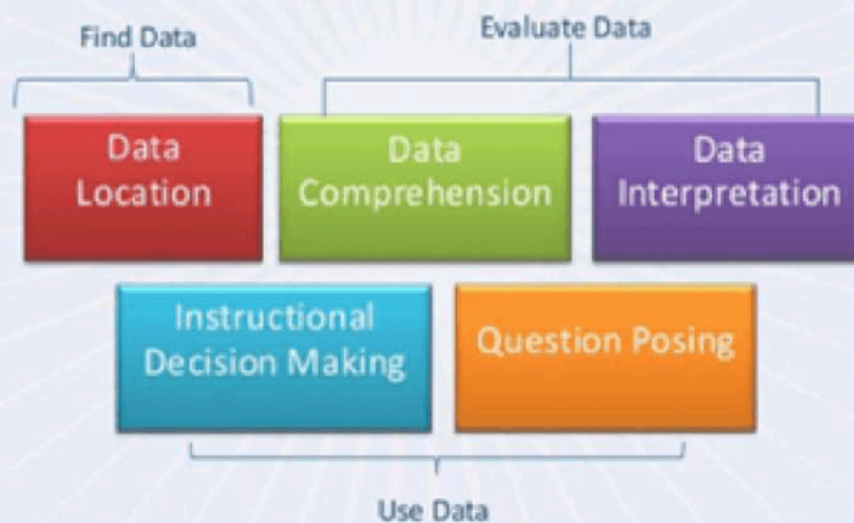 Find Data
Evaluate Data
Data
Location
Data
Comprehension
Data
Interpretation
Instructional
Decision Making
Question Posing
Use Data